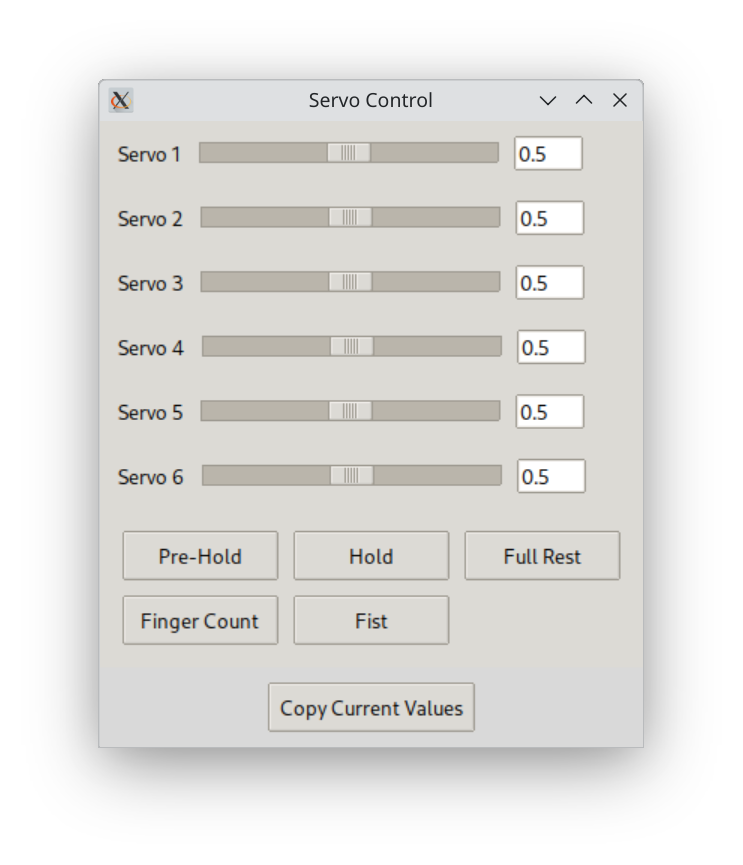 Servo Control
Servo 1 0.5
Servo 2 0.5
Servo 3 0.5
Servo 4 0.5
Servo 5 0.5
Servo 6 0.5
Pre-Hold Hold Full Rest
Finger Count Fist
Copy Current Values